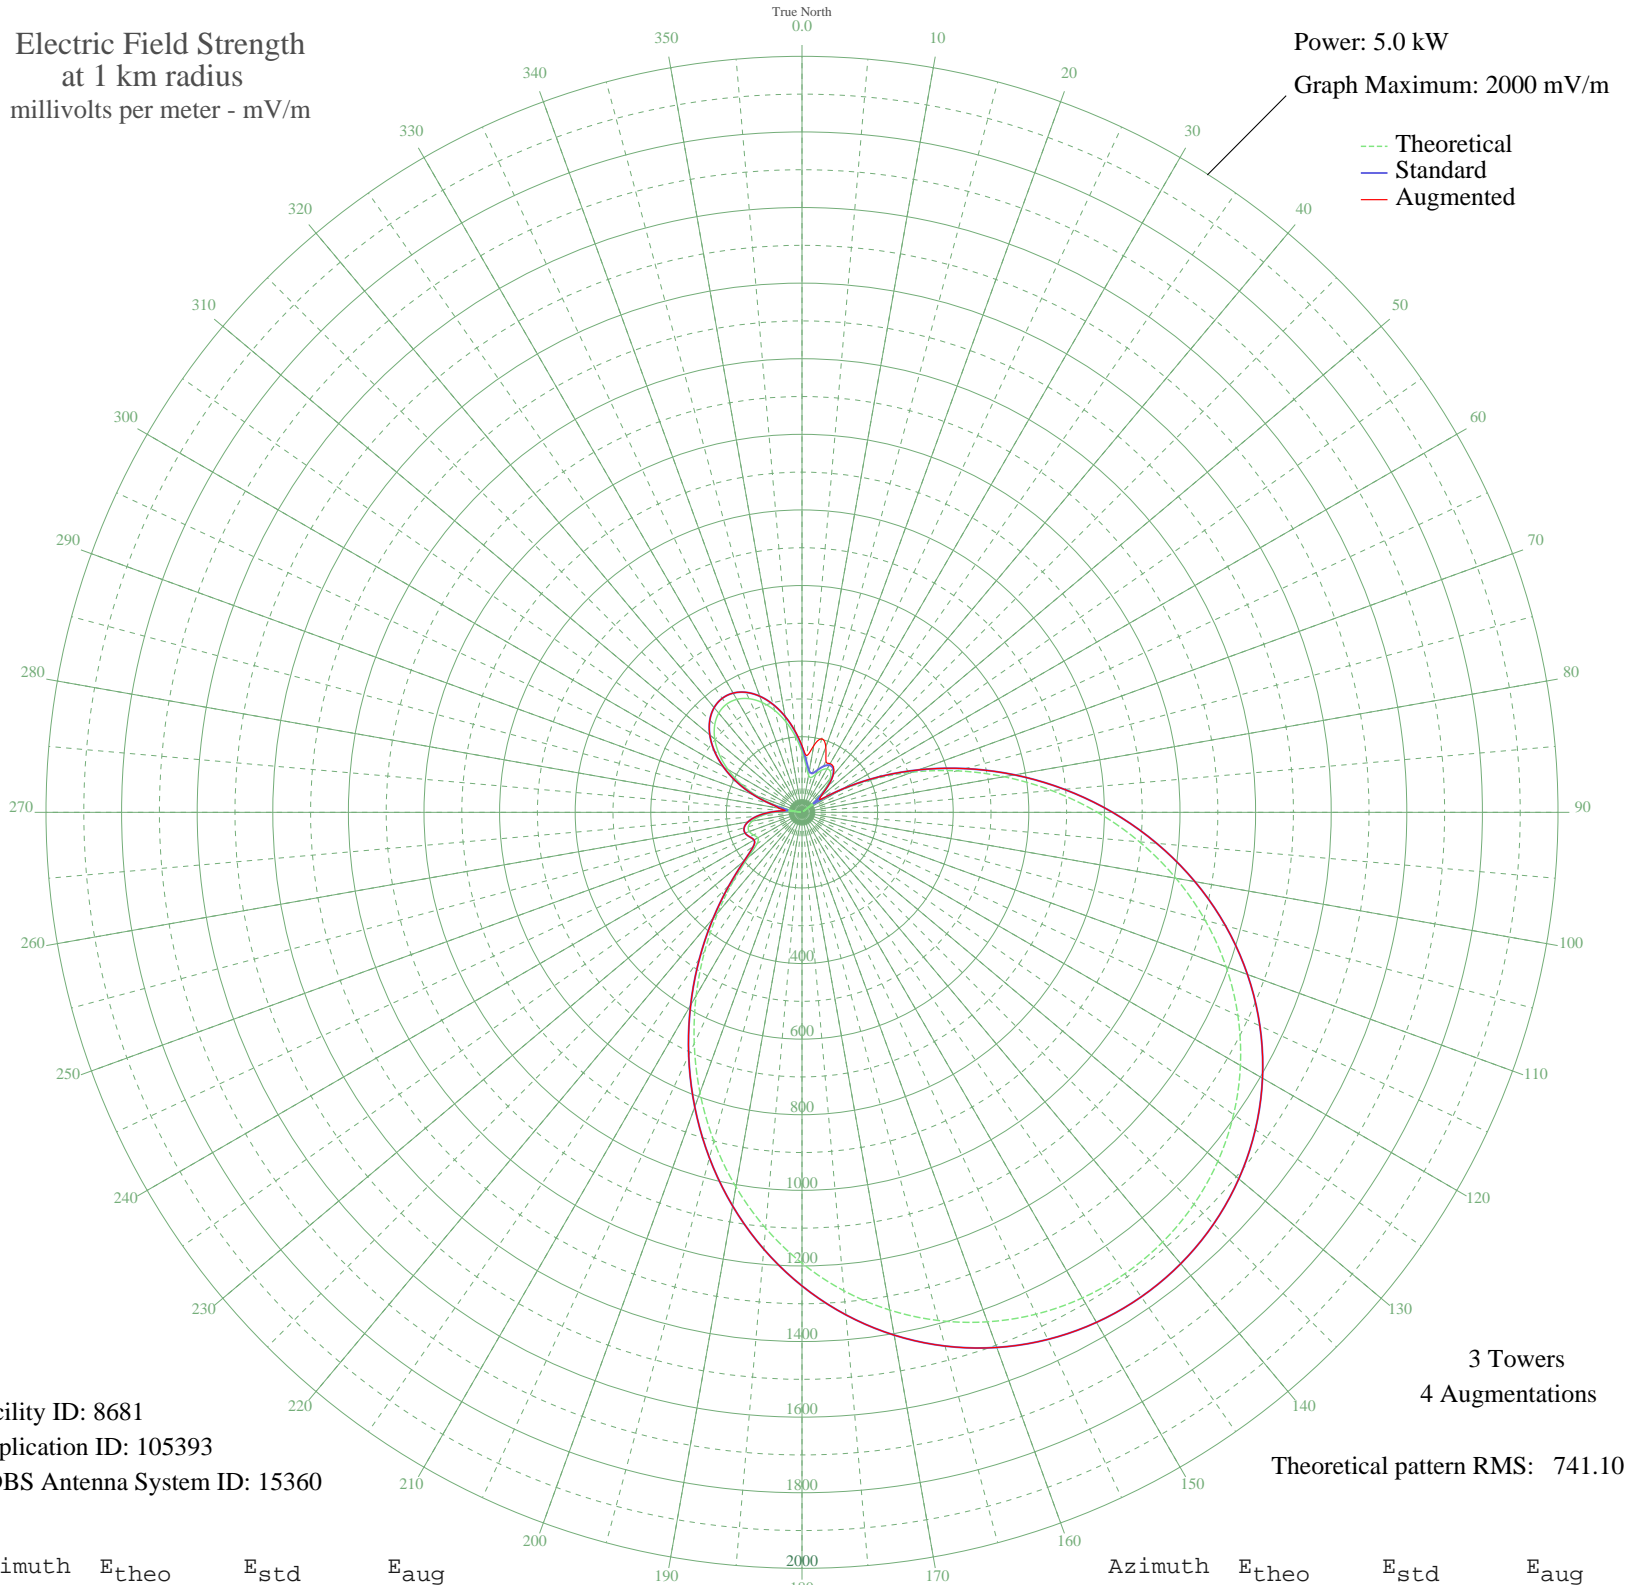 True North
Electric Field Strength
at 1 km radius
millivolts per meter - mV/m
Power: 5.0 kW
Graph Maximum: 2000 mV/m
Theoretical
Standard
Augmented
0.0
10
20
30
40
50
60
70
80
90
100
110
120
130
140
150
160
170
190
200
210
220
230
240
250
260
270
280
290
300
310
320
330
340
350
400
600
800
1000
1200
1400
1600
1800
2000
3 Towers
4 Augmentations
Theoretical pattern RMS: 741.10
cility ID: 8681
plication ID: 105393
DBS Antenna System ID: 15360
imuth Etheo Estd Eaug Azimuth Etheo Estd Eaug